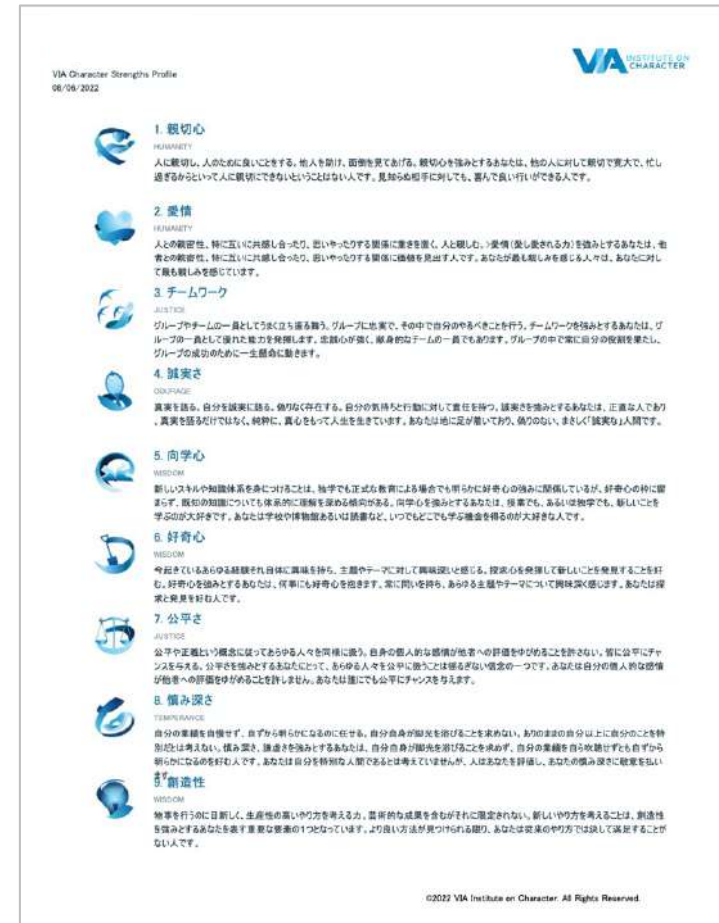 VIA INSTITUTE ON CHARACTER
VIA Character Strengths Profile
06/06/2022
1. 親切心
HUMANITY
人に親切し、人のために良いことをする。他人を助け、面倒を見てあげる。親切心を強みとするあなたは、他の人に対して親切で寛大で、忙し
過ぎるからといって人に親切にできないということはない人です。見知らぬ相手に対しても、喜んで良い行いができる人です。
2. 愛情
HUMANITY
人との親密性、特に互いに共感し合ったり、思いやったりする関係に重きを置く、人と親しむ。>愛情(愛し愛される力)を強みとするあなたは、他
者との親密性、特に互いに共感し合ったり、思いやったりする関係に価値を見出す人です。あなたが最も親しみを感じる人々は、あなたに対し
て最も親しみを感じています。
3. チームワーク
JUSTICE
グループやチームの一員としてうまく立ち振る舞う。グループに忠実で、その中で自分のやるべきことを行う。チームワークを強みとするあなたは、グ
ループの一員として優れた能力を発揮します。忠誠心が強く、献身的なチームの一員でもあります。グループの中で常に自分の役割を果たし、
グループの成功のために一生懸命に動きます。
4. 誠実さ
COURAGE
真実を語る。自分を誠実に語る。偽りなく存在する。自分の気持ちと行動に対して責任を持つ。誠実さを強みとするあなたは、正直な人であり
、真実を語るだけではなく、純粋に、真心をもって人生を生きています。あなたは地に足が着いており、偽りのない、まさしく「誠実な」人間です。
5. 向学心
WISDOM
新しいスキルや知識体系を身につけることは、独学でも正式な教育による場合でも明らかに好奇心の強みに関係しているが、好奇心の枠に留
まらず、既知の知識についても体系的に理解を深める傾向がある。向学心を強みとするあなたは、授業でも、あるいは独学でも、新しいことを
学ぶのが大好きです。あなたは学校や博物館あるいは読書など、いつでもどこでも学ぶ機会を得るのが大好きな人です。
6. 好奇心
WISDOM
今起きているあらゆる経験それ自体に興味を持ち、主題やテーマに対して興味深いと感じる。探求心を発揮して新しいことを発見することを好
む。好奇心を強みとするあなたは、何事にも好奇心を抱きます。常に問いを持ち、あらゆる主題やテーマについて興味深く感じます。あなたは探
求と発見を好む人です。
7. 公平さ
JUSTICE
公平や正義という概念に従ってあらゆる人々を同様に扱う。自身の個人的な感情が他者への評価をゆがめることを許さない。皆に公平にチャ
ンスを与える。公平さを強みとするあなたにとって、あらゆる人々を公平に扱うことは揺るぎない信念の一つです。あなたは自分の個人的な感情
が他者への評価をゆがめることを許しません。あなたは誰にでも公平にチャンスを与えます。
8. 慎み深さ
TEMPERANCE
自分の業績を自慢せず、自ずから明らかになるのに任せる。自分自身が脚光を浴びることを求めない。ありのままの自分以上に自分のことを特
別だとは考えない。慎み深さ、謙虚さを強みとするあなたは、自分自身が脚光を浴びることを求めず、自分の業績を自ら吹聴せずとも自ずから
明らかになるのを好む人です。あなたは自分を特別な人間であるとは考えていませんが、人はあなたを評価し、あなたの慎み深さに敬意を払い
ます。
9. 創造性
WISDOM
物事を行うのに目新しく、生産性の高いやり方を考える力。芸術的な成果を含むがそれに限定されない。新しいやり方を考えることは、創造性
を強みとするあなたを表す重要な要素の1つとなっています。より良い方法が見つけられる限り、あなたは従来のやり方では決して満足することが
ない人です。
©2022 VIA Institute on Character. All Rights Reserved.